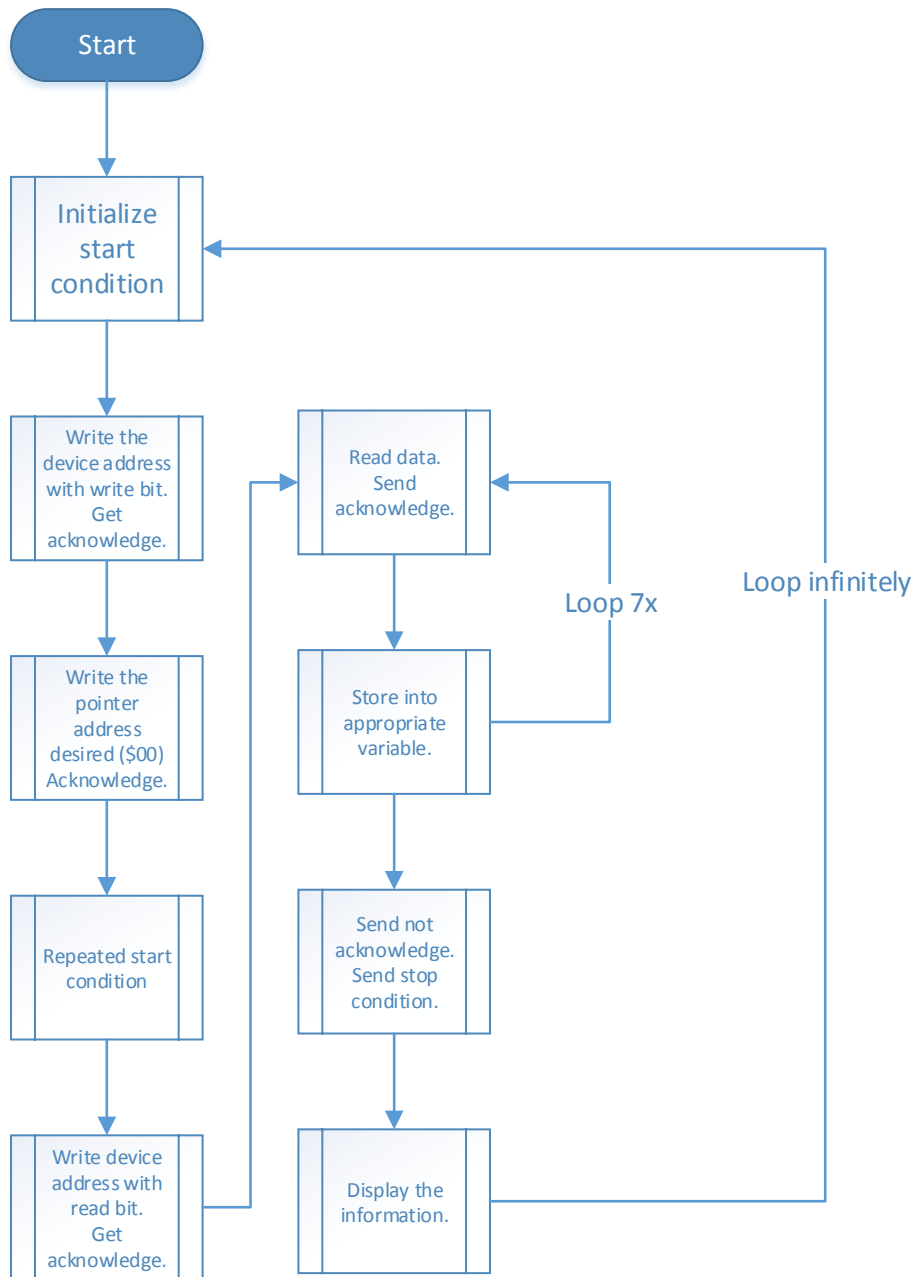 Start
Initialize
start
condition
Write the
device address
with write bit.
Get
acknowledge.
Write the
pointer
address
desired ($00)
Acknowledge.
Repeated start
condition
Write device
address with
read bit.
Get
acknowledge.
Read data.
Send
acknowledge.
Loop 7x
Store into
appropriate
variable.
Send not
acknowledge.
Send stop
condition.
Display the
information.
Loop infinitely